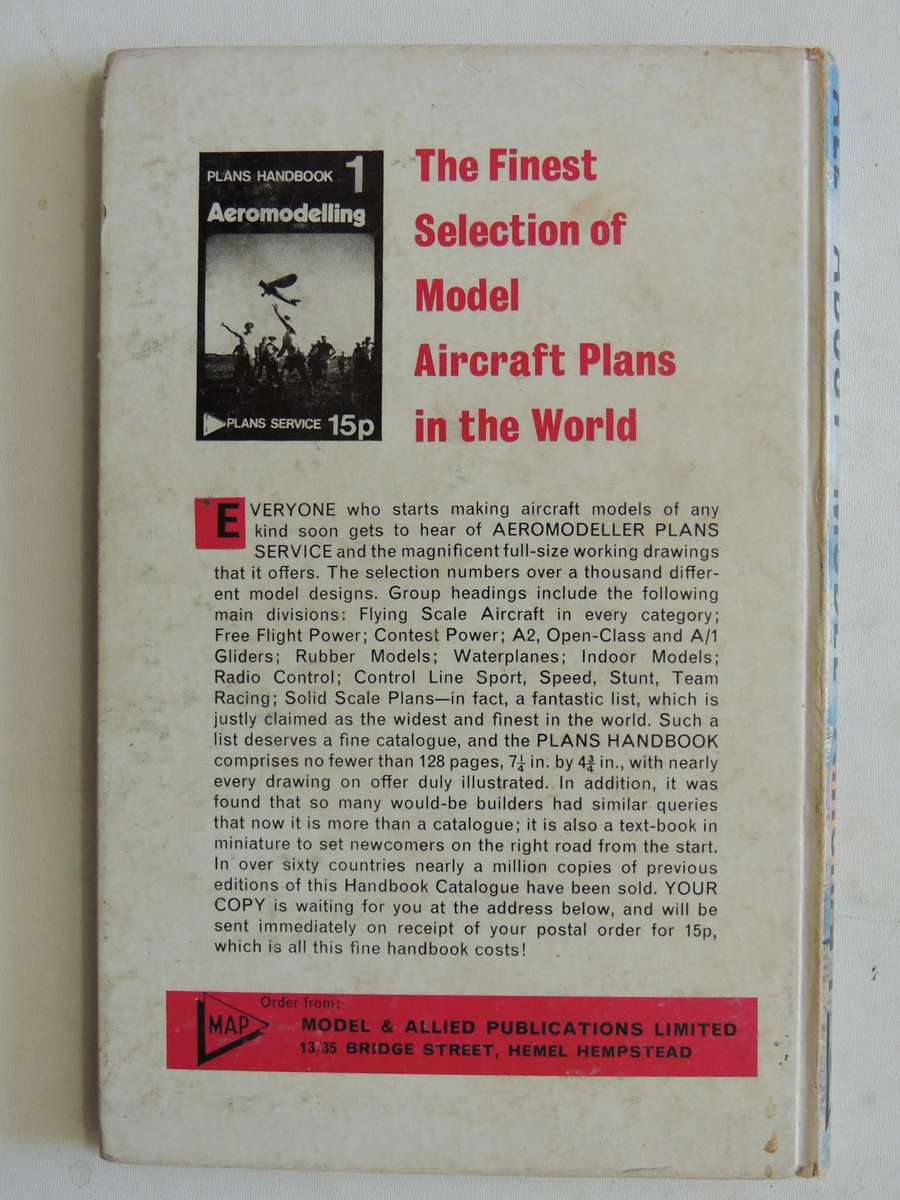 PLANS HANDBOOK 1
Aeromodelling
PLANS SERVICE 15p
The Finest
Selection of
Model
Aircraft Plans
in the World
EVERYONE who starts making aircraft models of any
kind soon gets to hear of AEROMODELLER PLANS
SERVICE and the magnificent full-size working drawings
that it offers. The selection numbers over a thousand differ-
ent model designs. Group headings include the following
main divisions: Flying Scale Aircraft in every category;
Free Flight Power; Contest Power; A2, Open-Class and A/1
Gliders; Rubber Models; Waterplanes; Indoor Models;
Radio Control; Control Line Sport, Speed, Stunt, Team
Racing; Solid Scale Plans—in fact, a fantastic list, which is
justly claimed as the widest and finest in the world. Such a
list deserves a fine catalogue, and the PLANS HANDBOOK
comprises no fewer than 128 pages, 7¼ in. by 4¾ in., with nearly
every drawing on offer duly illustrated. In addition, it was
found that so many would-be builders had similar queries
that now it is more than a catalogue; it is also a text-book in
miniature to set newcomers on the right road from the start.
In over sixty countries nearly a million copies of previous
editions of this Handbook Catalogue have been sold. YOUR
COPY is waiting for you at the address below, and will be
sent immediately on receipt of your postal order for 15p,
which is all this fine handbook costs!
Order from:
MAP
MODEL & ALLIED PUBLICATIONS LIMITED
13/35 BRIDGE STREET, HEMEL HEMPSTEAD